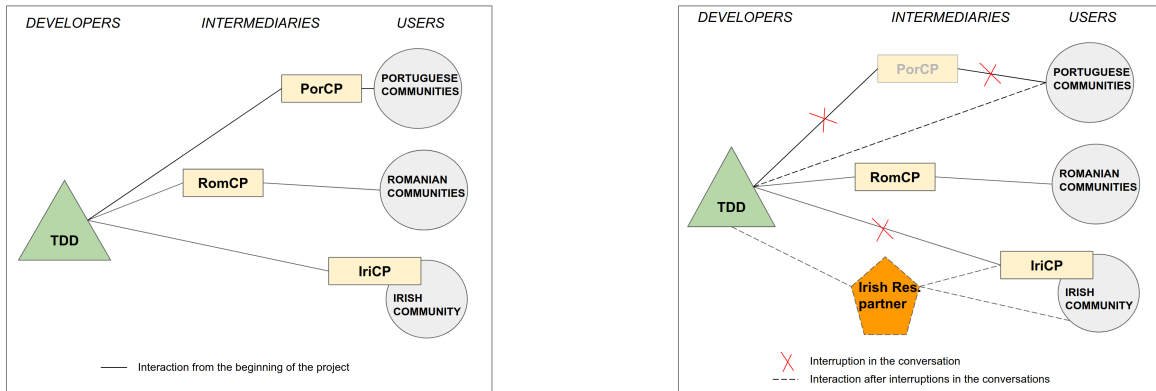 DEVELOPERS INTERMEDIARIES USERS
PorCP
PORTUGUESE
COMMUNITIES
RomCP
ROMANIAN
COMMUNITIES
TDD
IriCP
IRISH
COMMUNITY
Interaction from the beginning of the project
DEVELOPERS INTERMEDIARIES USERS
PorCP
PORTUGUESE
COMMUNITIES
RomCP
ROMANIAN
COMMUNITIES
TDD
IriCP
Irish Res.
partner
IRISH
COMMUNITY
Interruption in the conversation
Interaction after interruptions in the conversations